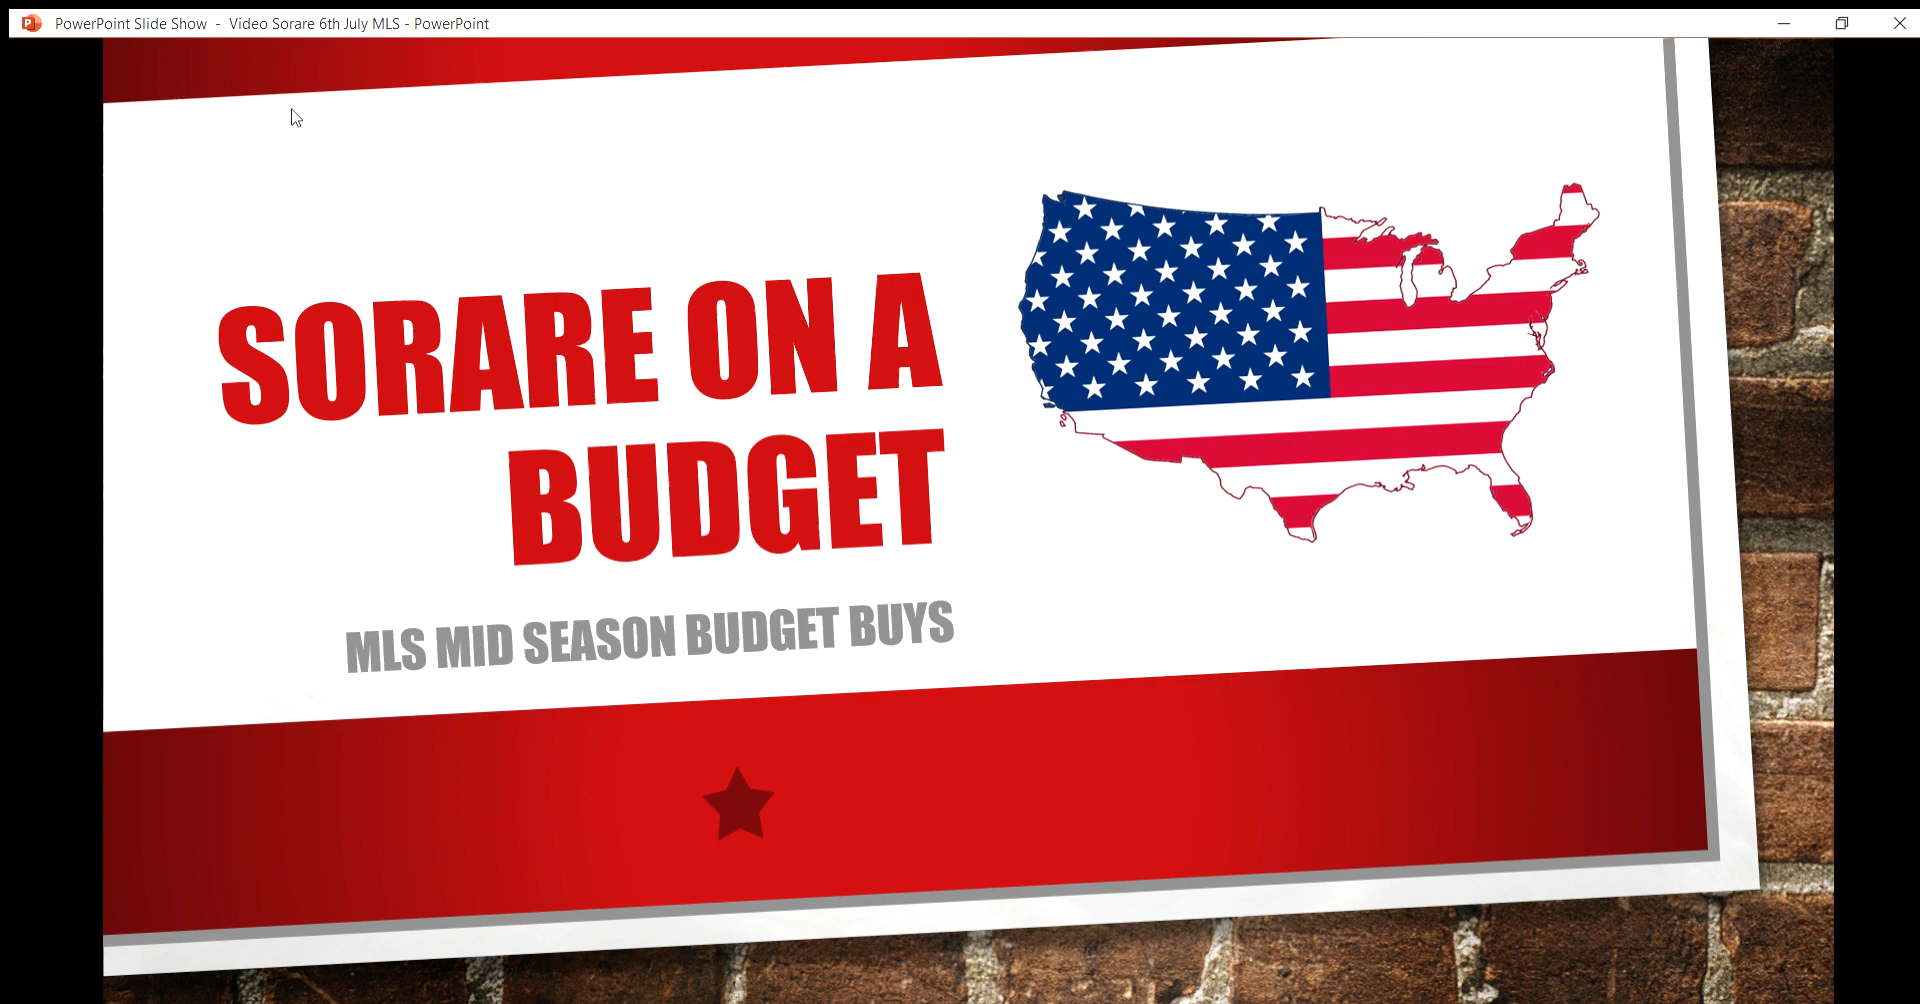 PowerPoint Slide Show - Video Sorare 6th July MLS - PowerPoint
SORARE ON A
BUDGET
MLS MID SEASON BUDGET BUYS